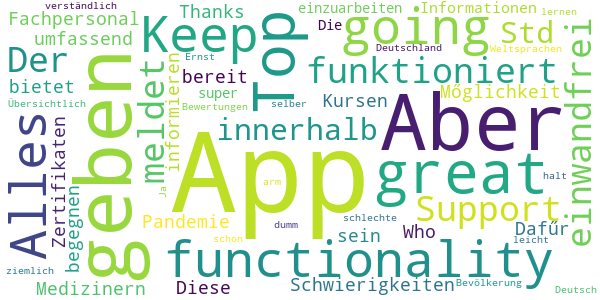 verständlich
Fachpersonal
umfassend
Der
bietet
Übersichtlich
Alles
Zertifikaten
begegnen
ziemlich
Medizinern
geben
Keep
Thanks
einzuarbeiten
Informationen
lernen
meldet
informieren
Ernst
bereit
super
Bewertungen
Top
Die
going
Std
Deutschland
Weltsprachen
funktioniert
einwandfrei
selber
Kursen
Möglichkeit
innerhalb
Aber
App
arm
Ja
great
halt
Support
Pandemie
schon
dumm
sein
schlechte
Who
leicht
Dafür
Diese
functionality
Schwierigkeiten
Bevölkerung
Deutsch